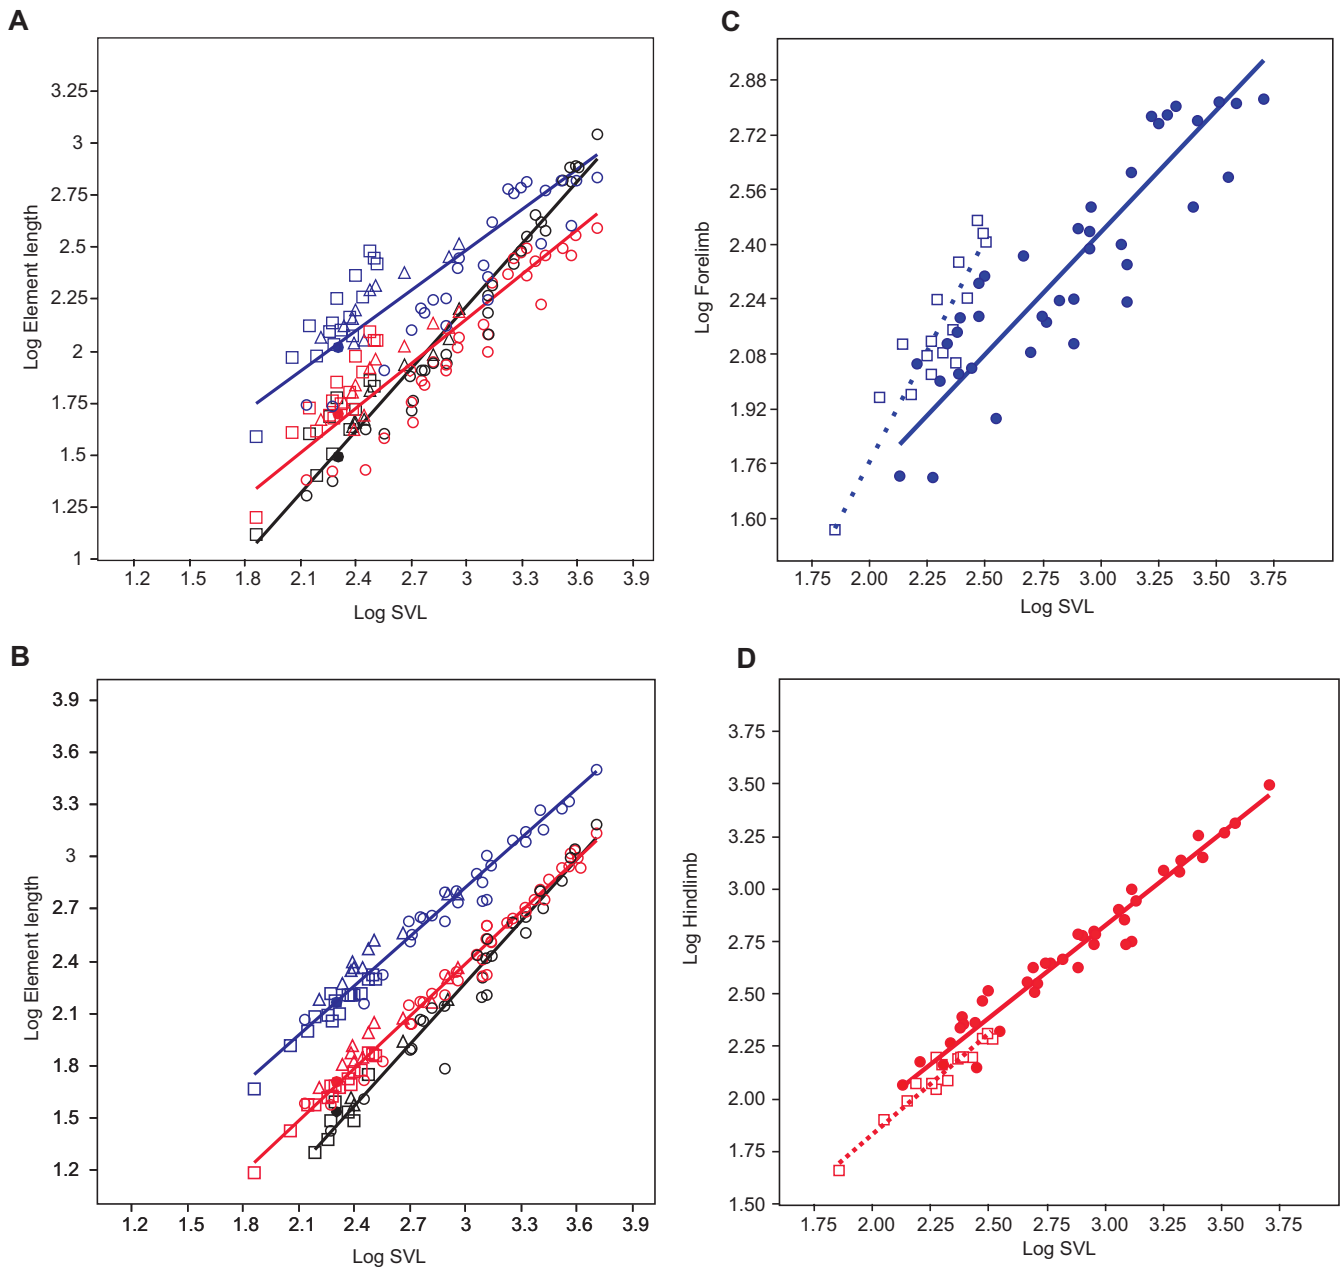 A
Log Element length
3.25
3
2.75
2.5
2.25
2
1.75
1.5
1.25
1
1.2 1.5 1.8 2.1 2.4 2.7 3 3.3 3.6 3.9
Log SVL
C
Log Forelimb
2.88
2.72
2.56
2.40
2.24
2.08
1.92
1.76
1.60
1.75 2.00 2.25 2.50 2.75 3.00 3.25 3.50 3.75
Log SVL
B
Log Element length
3.9
3.6
3.3
3
2.7
2.4
2.1
1.8
1.5
1.2
1.2 1.5 1.8 2.1 2.4 2.7 3 3.3 3.6 3.9
Log SVL
D
Log Hindlimb
3.75
3.50
3.25
3.00
2.75
2.50
2.25
2.00
1.75
1.50
1.75 2.00 2.25 2.50 2.75 3.00 3.25 3.50 3.75
Log SVL